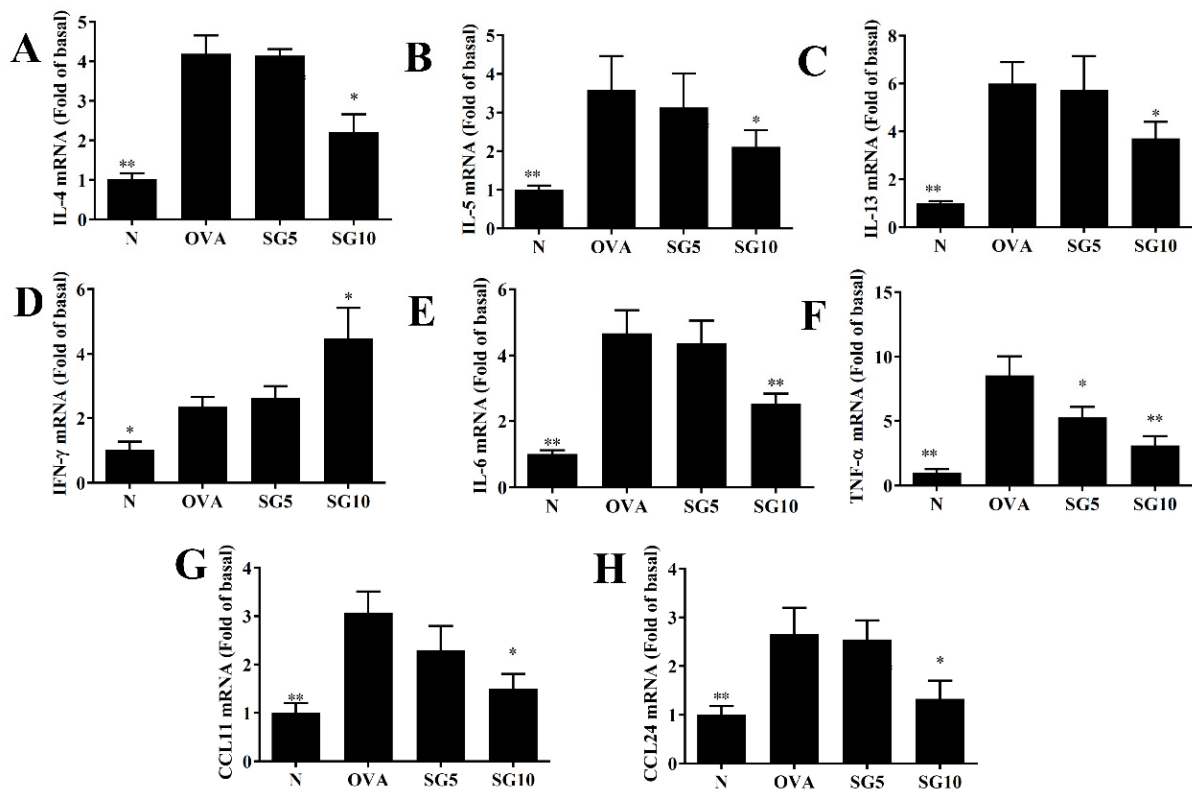 A
IL-4 mRNA (Fold of basal)
5
4
3
2
1
0
**
*
N OVA SG5 SG10
B
IL-5 mRNA (Fold of basal)
5
4
3
2
1
0
**
*
N OVA SG5 SG10
C
IL-13 mRNA (Fold of basal)
8
6
4
2
0
**
*
N OVA SG5 SG10
D
IFN-γ mRNA (Fold of basal)
6
4
2
0
*
*
N OVA SG5 SG10
E
IL-6 mRNA (Fold of basal)
6
4
2
0
**
**
N OVA SG5 SG10
F
TNF-α mRNA (Fold of basal)
15
10
5
0
**
*
**
N OVA SG5 SG10
G
CCL11 mRNA (Fold of basal)
4
3
2
1
0
**
*
N OVA SG5 SG10
H
CCL24 mRNA (Fold of basal)
4
3
2
1
0
**
*
N OVA SG5 SG10